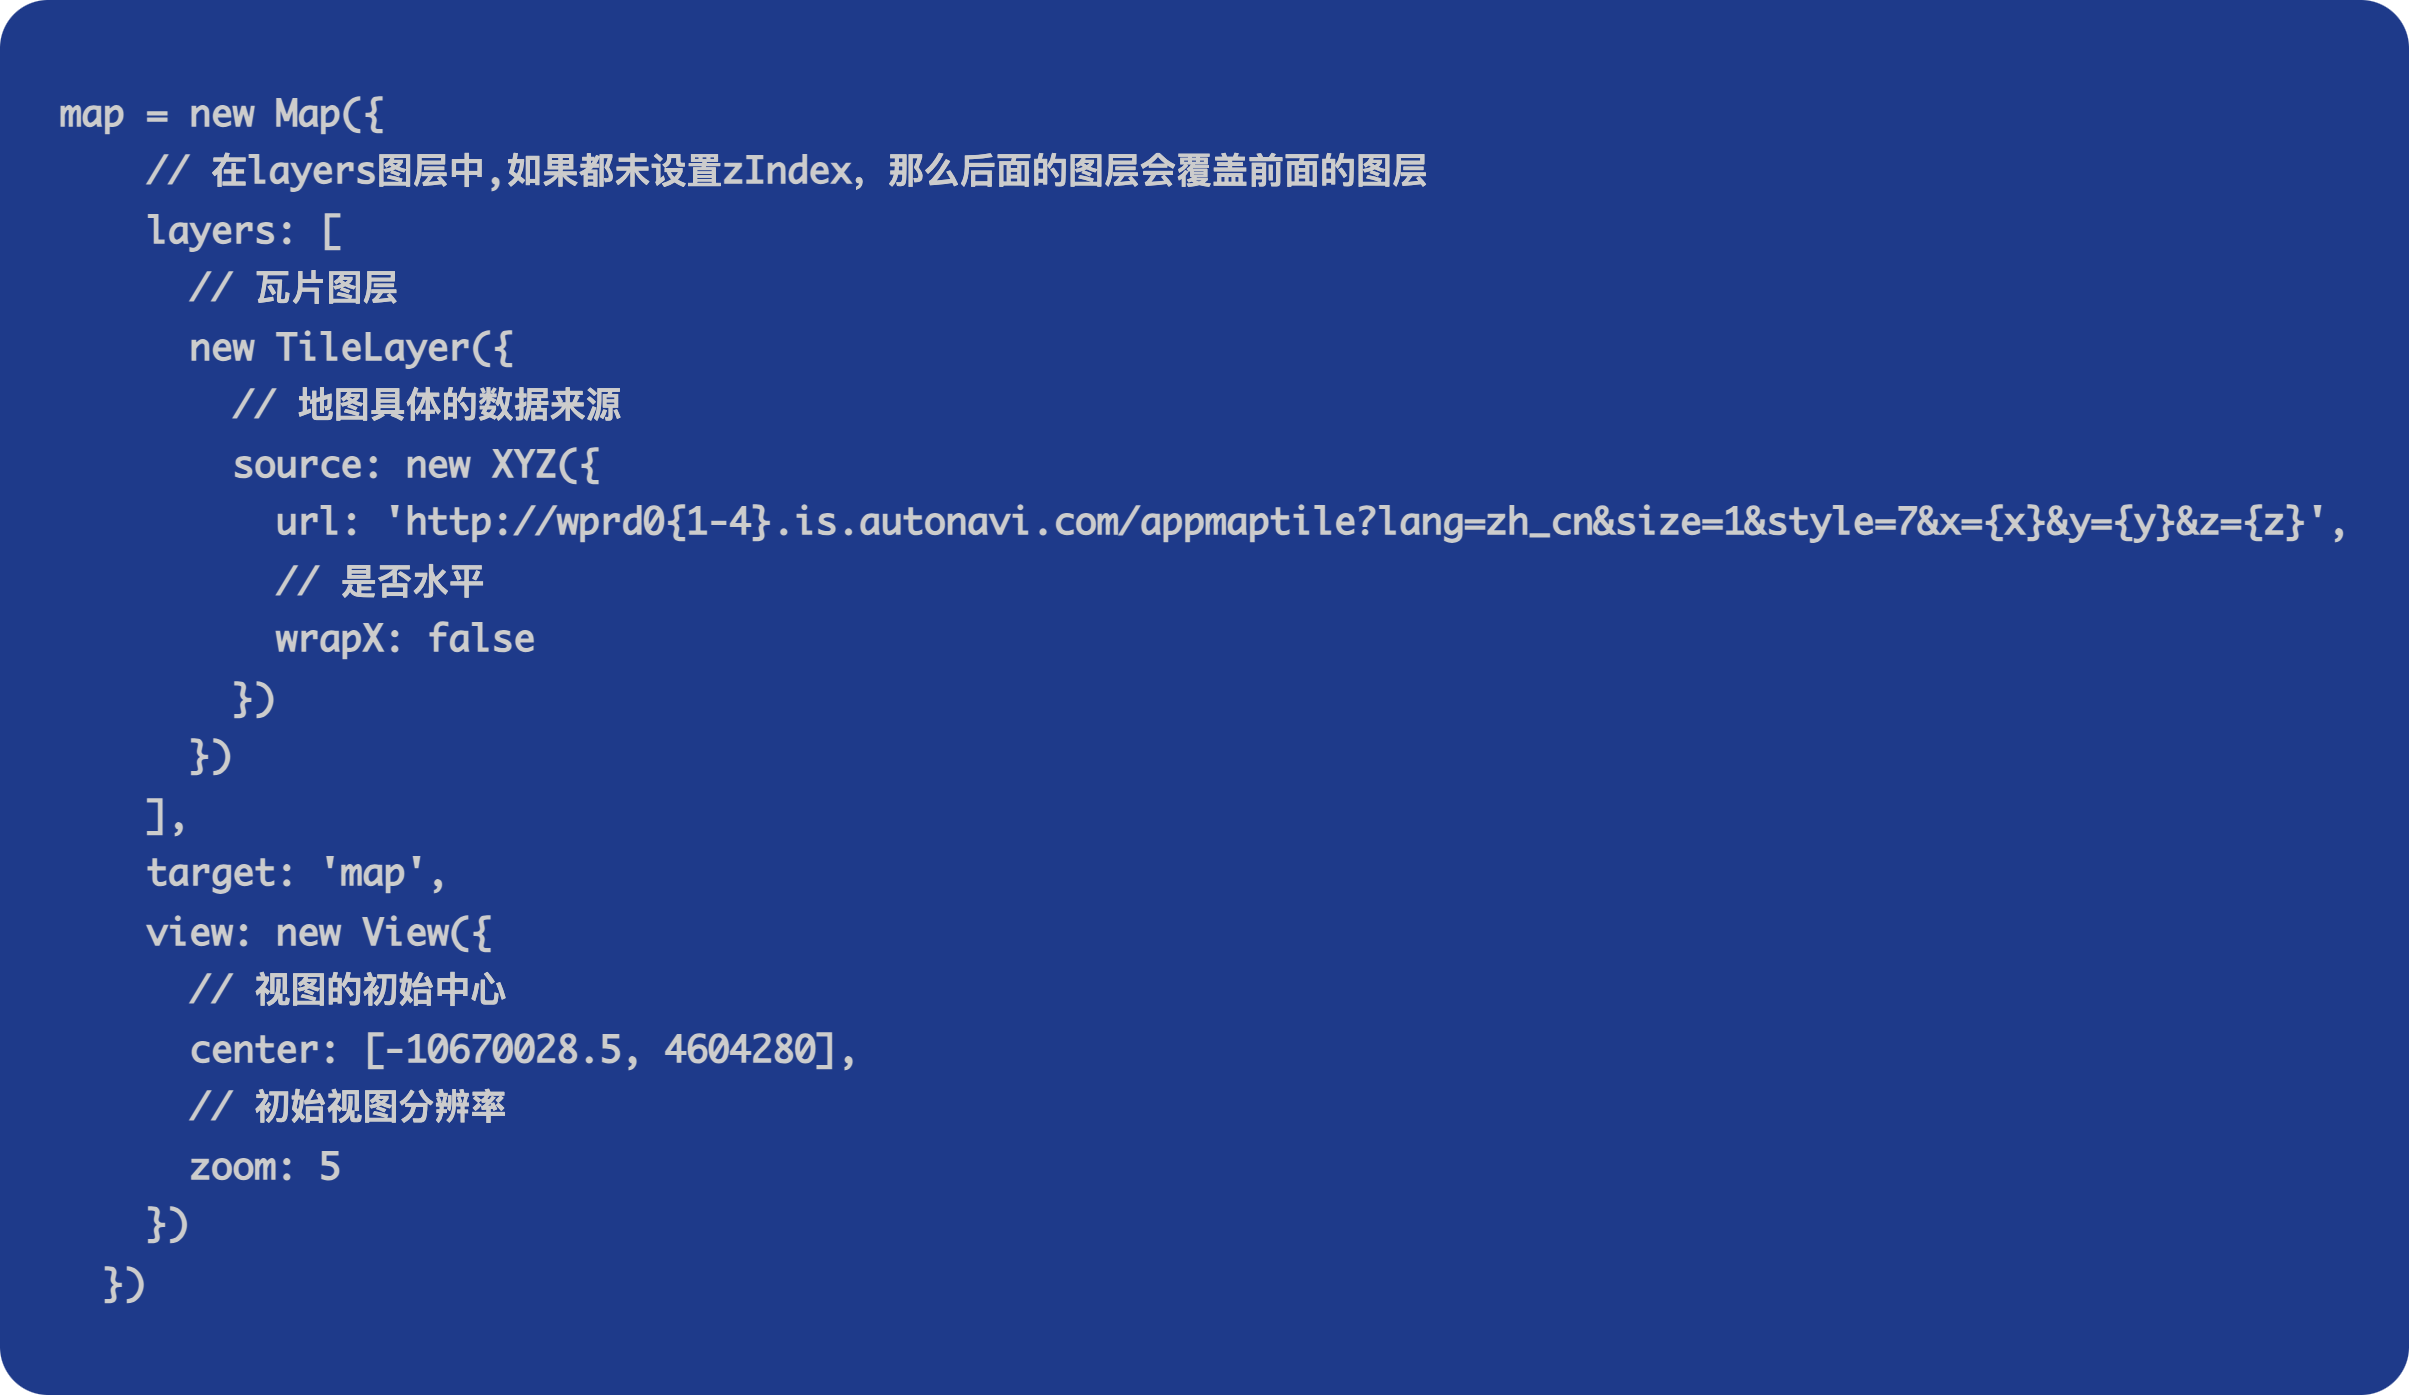 map = new Map({
    // 在layers图层中,如果都未设置zIndex，那么后面的图层会覆盖前面的图层
    layers: [
      // 瓦片图层
      new TileLayer({
        // 地图具体的数据来源
        source: new XYZ({
          url: 'http://wprd0{1-4}.is.autonavi.com/appmaptile?lang=zh_cn&size=1&style=7&x={x}&y={y}&z={z}',
          // 是否水平
          wrapX: false
        })
      })
    ],
    target: 'map',
    view: new View({
      // 视图的初始中心
      center: [-10670028.5, 4604280],
      // 初始视图分辨率
      zoom: 5
    })
  })